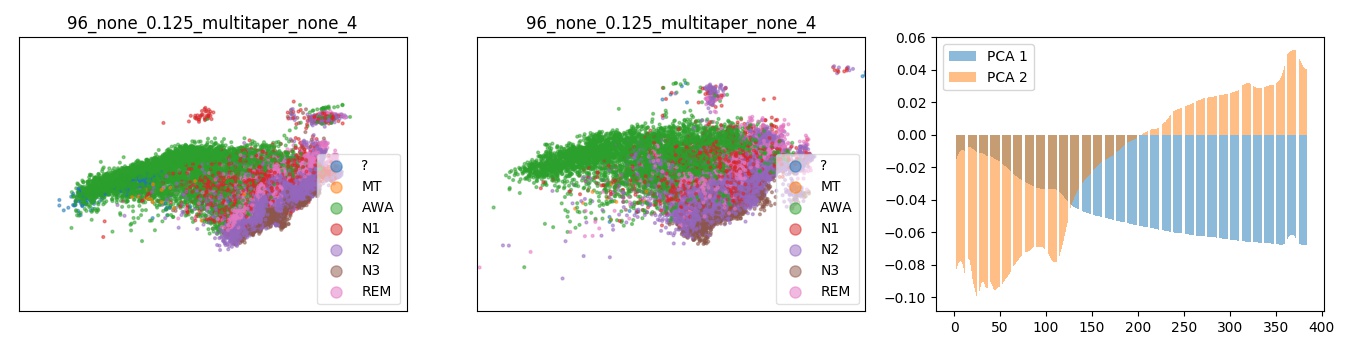 96_none_0.125_multitaper_none_4
?
MT
AWA
N1
N2
N3
REM
96_none_0.125_multitaper_none_4
?
MT
AWA
N1
N2
N3
REM
PCA 1
PCA 2
0.06
0.04
0.02
0.00
−0.02
−0.04
−0.06
−0.08
−0.10
0 50 100 150 200 250 300 350 400